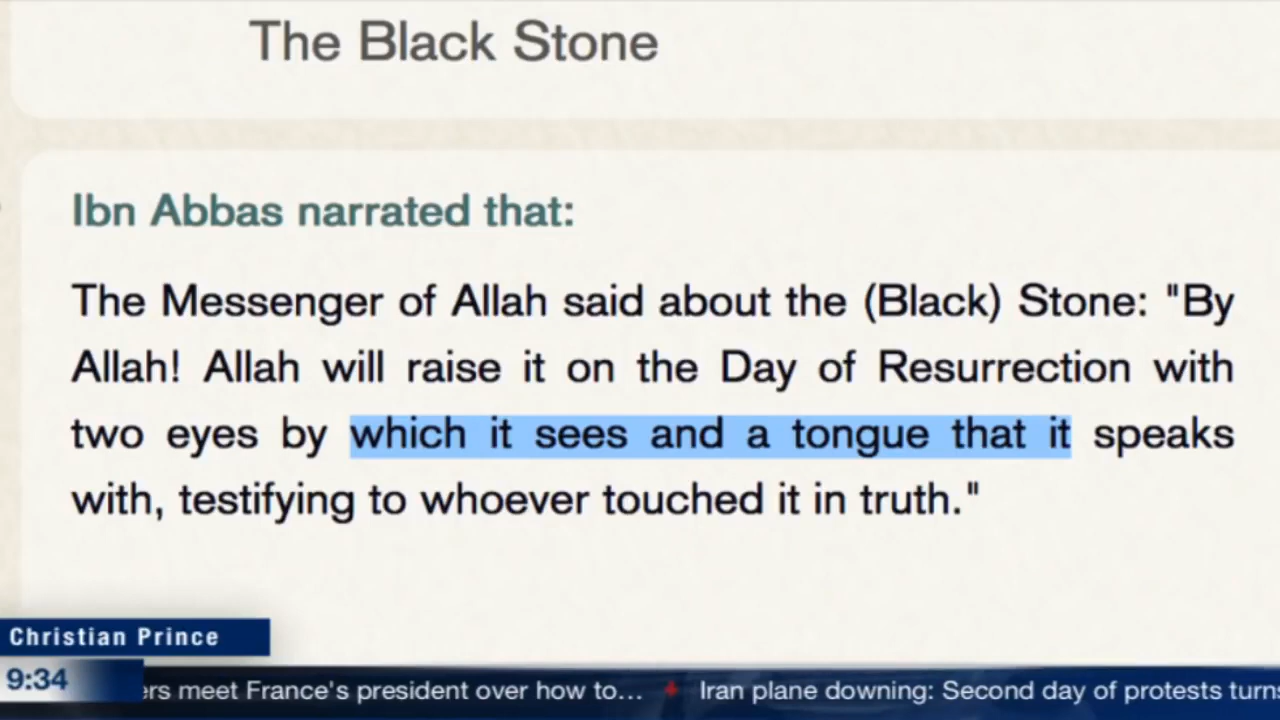 The Black Stone
Ibn Abbas narrated that:
The Messenger of Allah said about the (Black) Stone: "By
Allah! Allah will raise it on the Day of Resurrection with
two eyes by which it sees and a tongue that it speaks
with, testifying to whoever touched it in truth."
Christian Prince
9:34
ers meet France's president over how to... Iran plane downing: Second day of protests turns